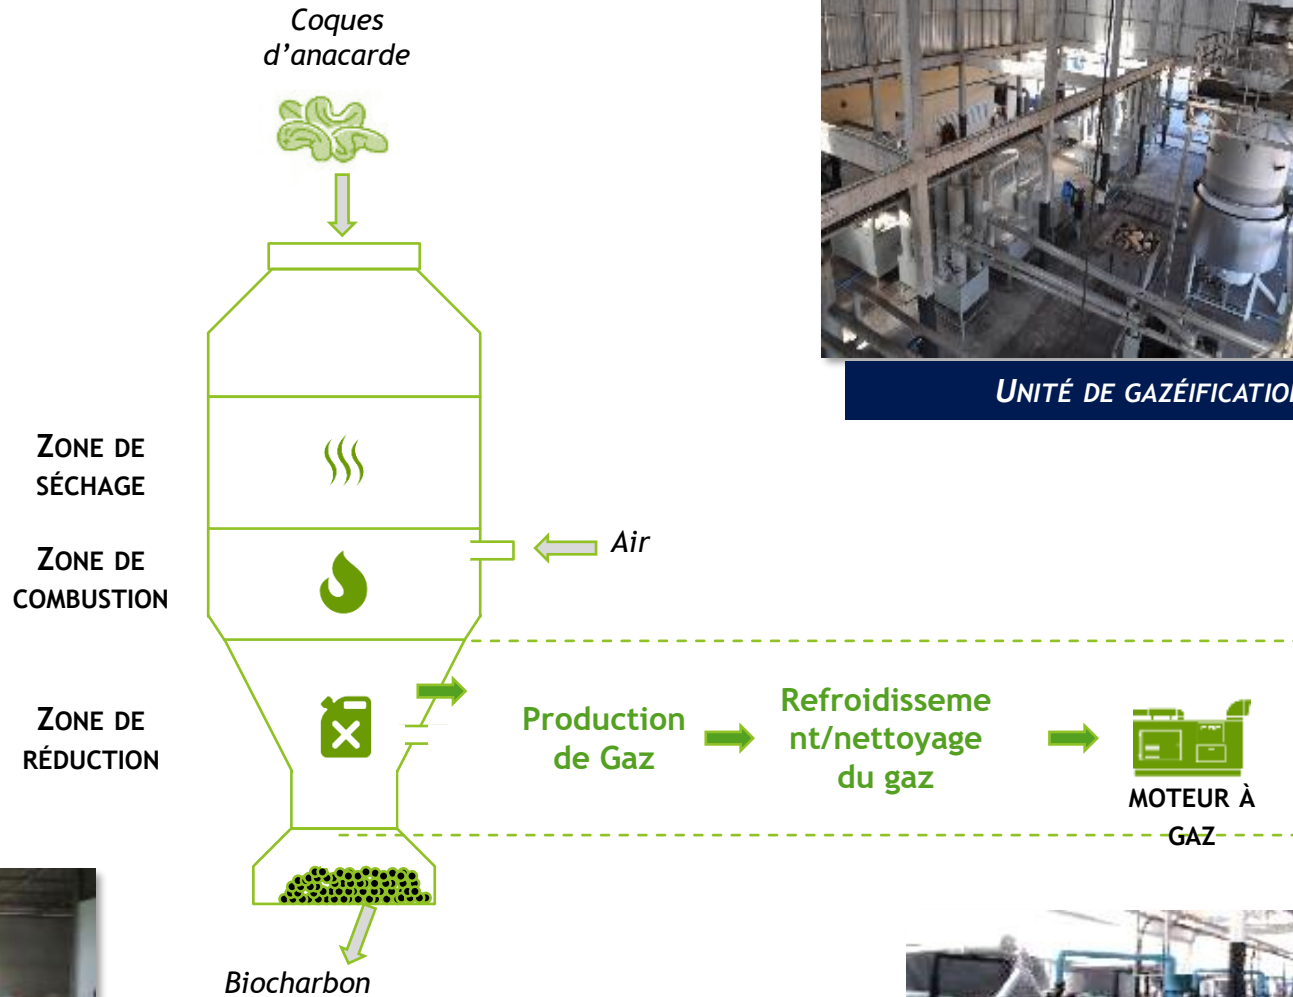 Coques
d’anacarde
UNITÉ DE GAZÉIFICATION
ZONE DE
SÉCHAGE
ZONE DE
COMBUSTION
Air
ZONE DE
RÉDUCTION
Production
de Gaz
Refroidisseme
nt/nettoyage
du gaz
MOTEUR À
GAZ
Biocharbon